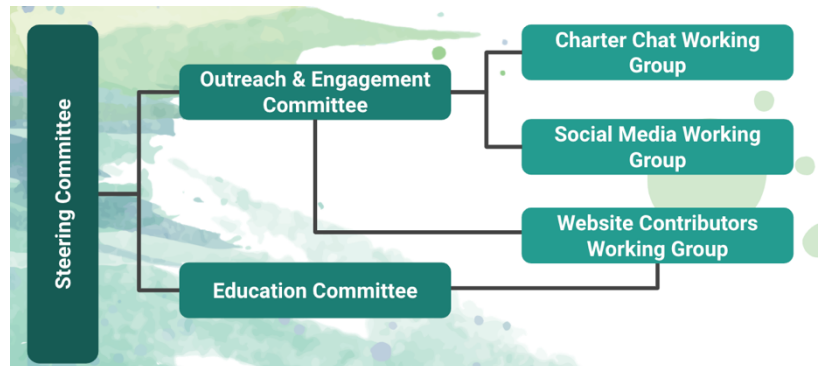 Steering Committee
Outreach & Engagement
Committee
Education Committee
Charter Chat Working
Group
Social Media Working
Group
Website Contributors
Working Group